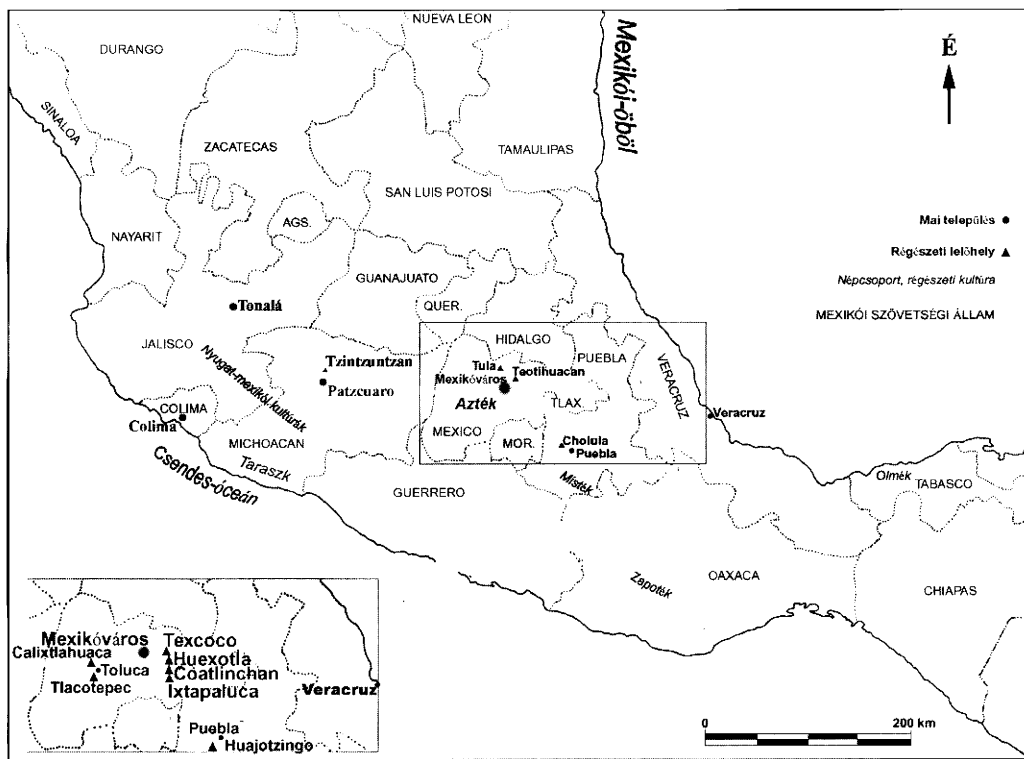 NUEVA LEON
DURANGO
Mexikói-öböl
É
SINALOA
ZACATECAS
TAMAULIPAS
SAN LUIS POTOSI
AGS.
NAYARIT
Mai település
Régészeti lelőhely
Népcsoport, régészeti kultúra
MEXIKÓI SZÖVETSÉGI ÁLLAM
GUANAJUATO
QUER.
Tonalá
HIDALGO
JALISCO
Nyugat-mexikói kultúrák
Tzintzuntzan
Patzcuaro
PUEBLA
Tula
Teotihuacan
Mexikóváros
Azték
TLAX.
VERACRUZ
Veracruz
COLIMA
Colima
MEXICO
MOR.
Cholula
Puebla
MICHOACAN
Taraszk
Csendes-óceán
GUERRERO
Misték
Olmék
TABASCO
Zapoték
OAXACA
CHIAPAS
Mexikóváros
Texcoco
Calixtlahuaca
Huexotla
Toluca
Coatlinchan
Tlacotepec
Ixtapaluca
Veracruz
Puebla
Huajotzingo
0 200 km